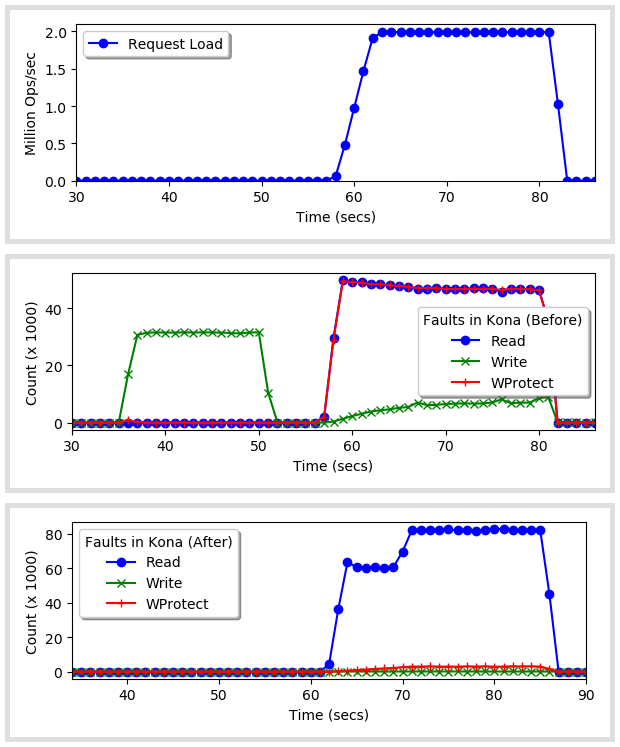 2.0
1.5
1.0
0.5
0.0
Million Ops/sec
Request Load
30 40 50 60 70 80
Time (secs)
40
20
0
Count (x 1000)
Faults in Kona (Before)
Read
Write
WProtect
30 40 50 60 70 80
Time (secs)
80
60
40
20
0
Count (x 1000)
Faults in Kona (After)
Read
Write
WProtect
40 50 60 70 80 90
Time (secs)